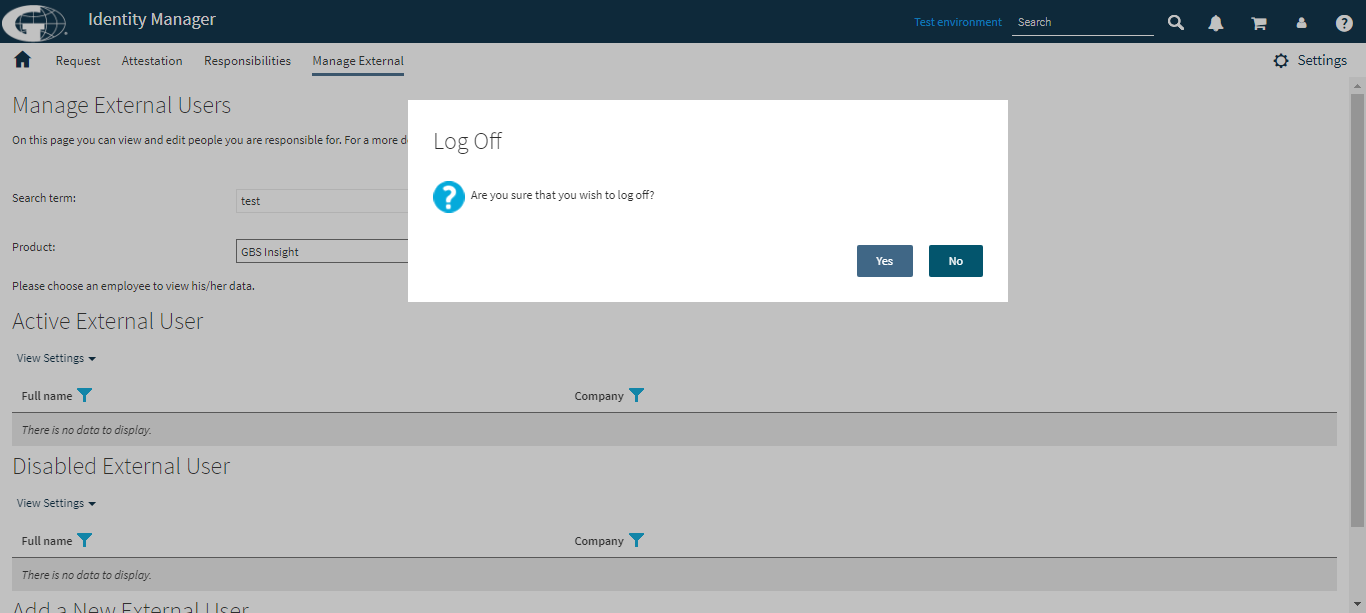 Identity Manager
Test environment
Search
Request
Attestation
Responsibilities
Manage External
Settings
Manage External Users
On this page you can view and edit people you are responsible for. For a more d
Log Off
Are you sure that you wish to log off?
Yes
No
Search term:
test
Product:
GBS Insight
Please choose an employee to view his/her data.
Active External User
View Settings
Full name
Company
There is no data to display.
Disabled External User
View Settings
Full name
Company
There is no data to display.
Add a New External User